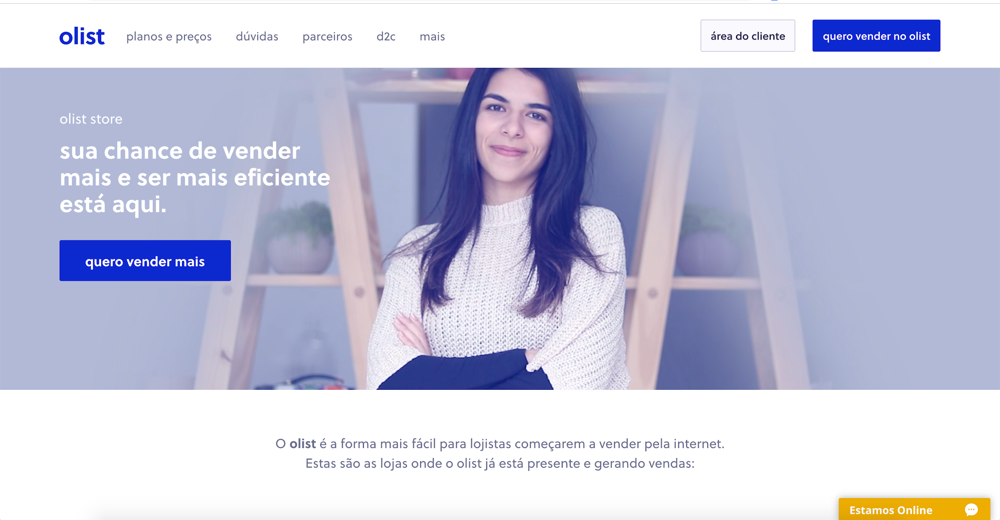 olist
planos e preços
dúvidas
parceiros
d2c
mais
área do cliente
quero vender no olist
olist store
sua chance de vender
mais e ser mais eficiente
está aqui.
quero vender mais
O olist é a forma mais fácil para lojistas começarem a vender pela internet.
Estas são as lojas onde o olist já está presente e gerando vendas:
Estamos Online